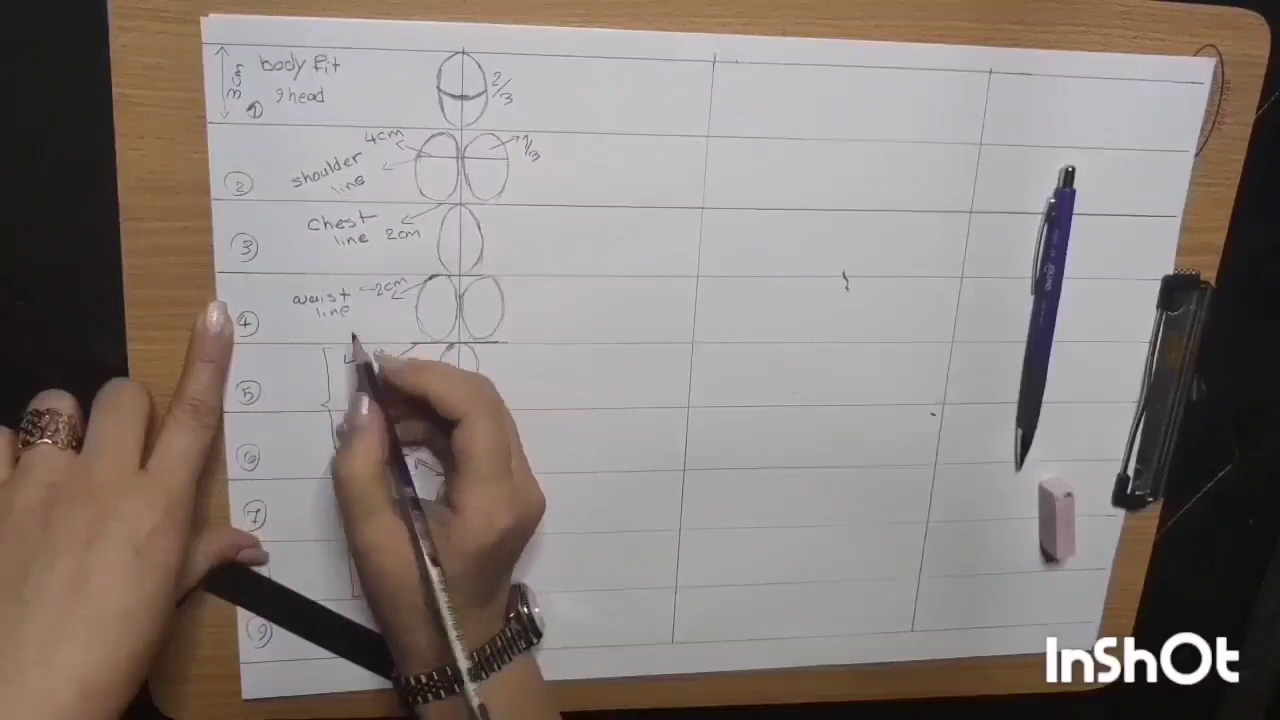 3cm
body fit
9 head
①
2/3
4cm
1/3
shoulder
line
②
chest
line 2cm
③
2cm
waist
line
④
⑤
⑥
⑦
⑨
InShOt